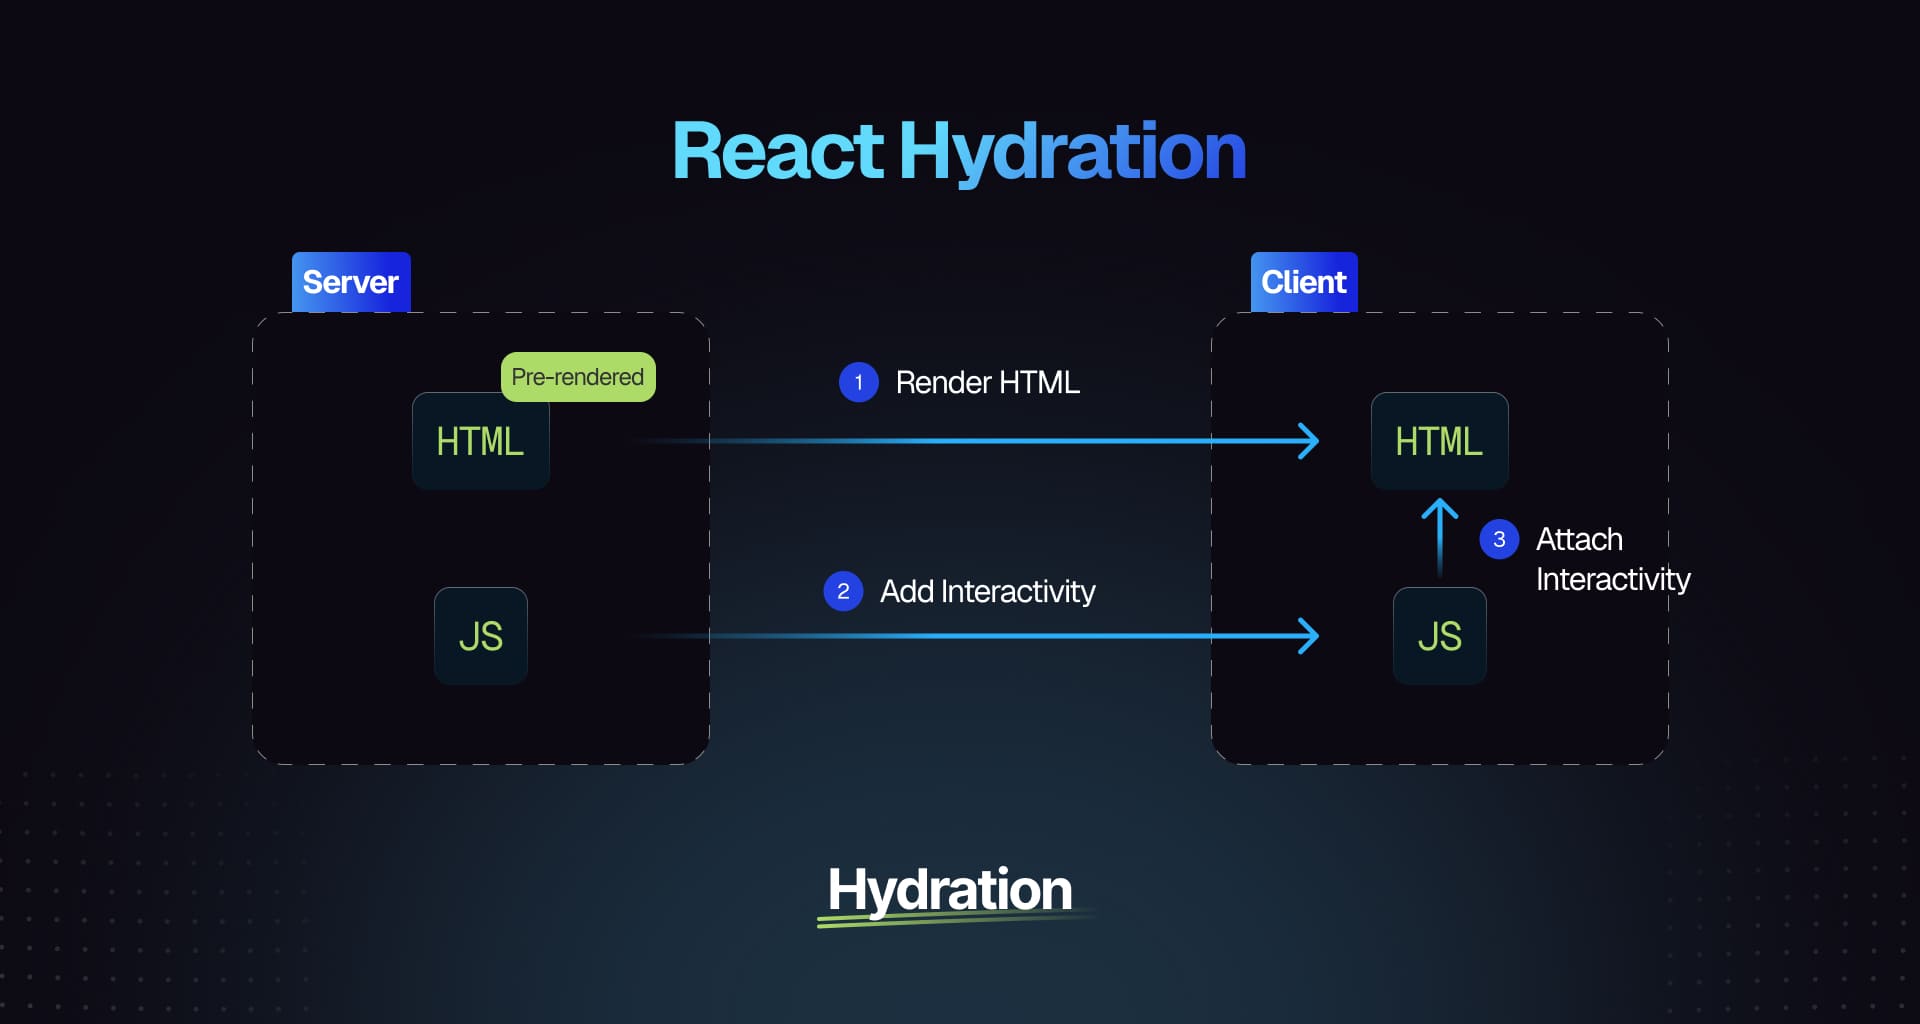 React Hydration
Server
Client
Pre-rendered
HTML
1 Render HTML
HTML
3 Attach
Interactivity
2 Add Interactivity
JS
JS
Hydration